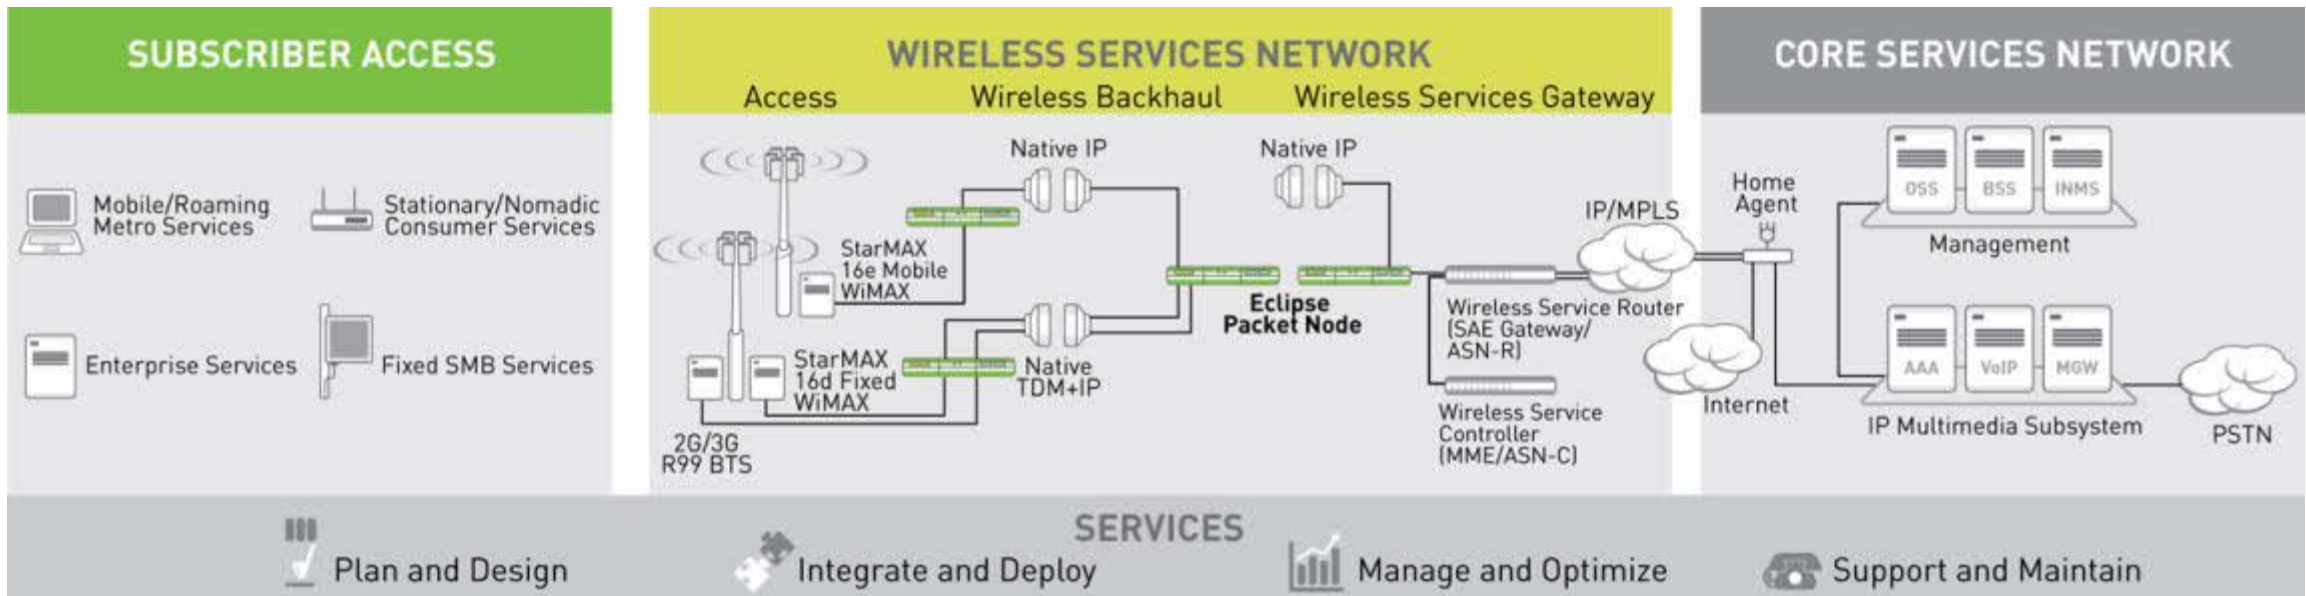 SUBSCRIBER ACCESS
Mobile/Roaming
Metro Services
Stationary/Nomadic
Consumer Services
Enterprise Services
Fixed SMB Services
WIRELESS SERVICES NETWORK
Access
Wireless Backhaul
Wireless Services Gateway
Native IP
Native IP
StarMAX
16e Mobile
WiMAX
StarMAX
16d Fixed
WiMAX
2G/3G
R99 BTS
Native
TDM+IP
Eclipse
Packet Node
Wireless Service Router
(SAE Gateway/
ASN-R)
Wireless Service
Controller
(MME/ASN-C)
IP/MPLS
CORE SERVICES NETWORK
Home
Agent
Internet
OSS
BSS
INMS
Management
AAA
VoIP
MGW
IP Multimedia Subsystem
PSTN
SERVICES
Plan and Design
Integrate and Deploy
Manage and Optimize
Support and Maintain